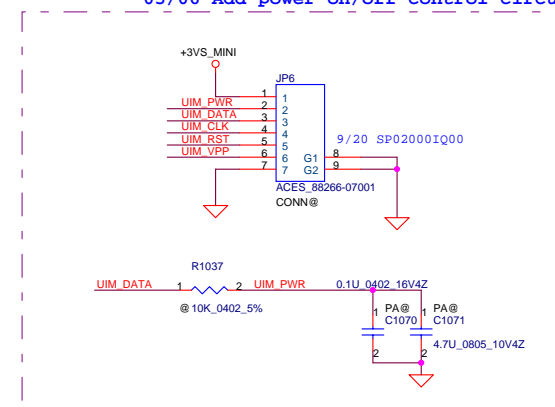 +3VS_MINI
JP6
1 1
UIM_PWR 2 2
UIM_DATA 3 3
UIM_CLK 4 4
UIM_RST 5 5
UIM_VPP 6 6 G1 8
7 7 G2 9
9/20 SP02000IQ00
ACES_88266-07001
CONN@
R1037
UIM_DATA 1 2 UIM_PWR 0.1U_0402_16V4Z
@ 10K_0402_5%
1 PA@ 1 PA@
C1070 C1071
4.7U_0805_10V4Z
2 2